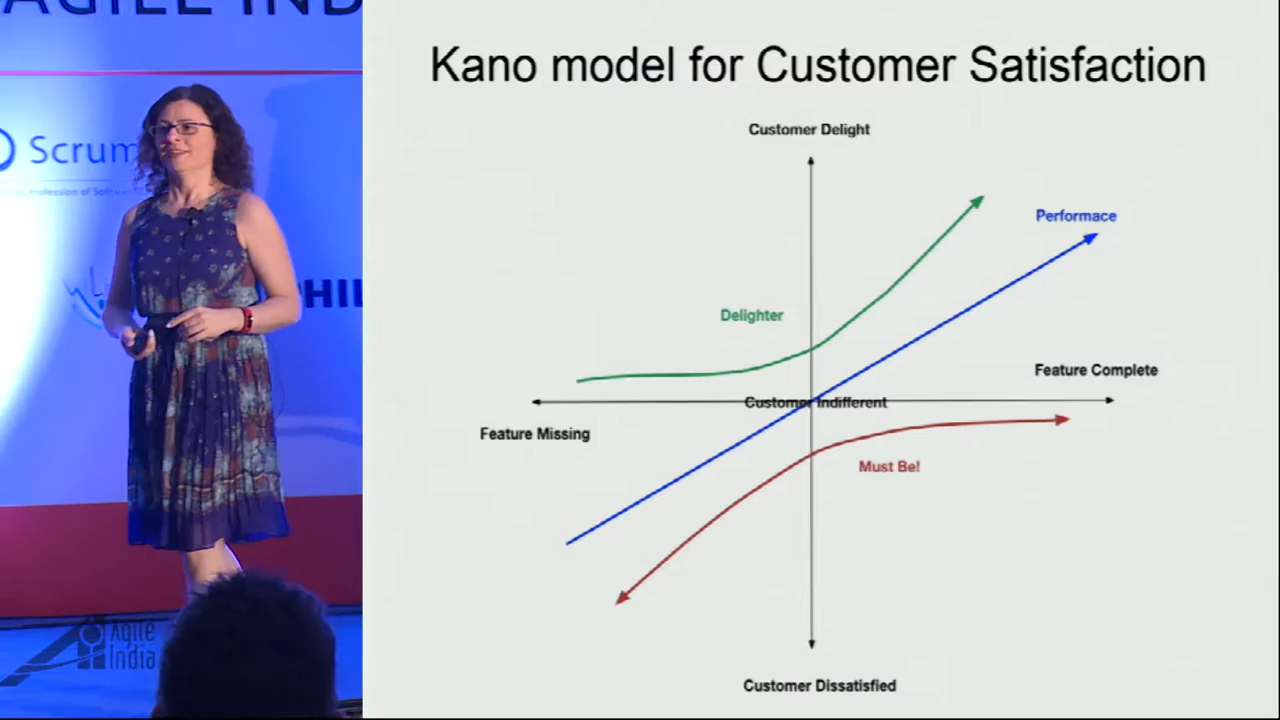 AGILE IND
Scrum
PHIL
Agile
India
Kano model for Customer Satisfaction
Customer Delight
Performace
Delighter
Feature Complete
Customer Indifferent
Feature Missing
Must Be!
Customer Dissatisfied